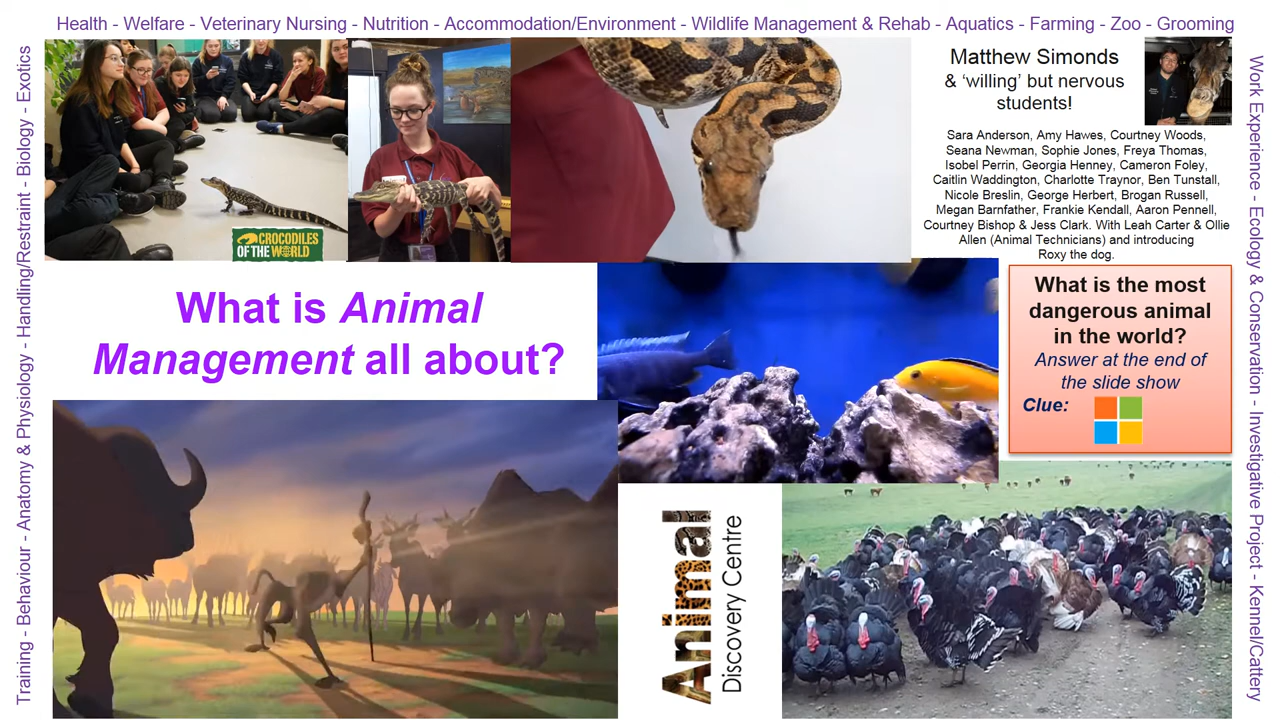 Health - Welfare - Veterinary Nursing - Nutrition - Accommodation/Environment - Wildlife Management & Rehab - Aquatics - Farming - Zoo - Grooming
Training - Behaviour - Anatomy & Physiology - Handling/Restraint - Biology - Exotics
CROCODILES
OF THE WORLD
Matthew Simonds
& ‘willing’ but nervous
students!
Sara Anderson, Amy Hawes, Courtney Woods,
Seana Newman, Sophie Jones, Freya Thomas,
Isobel Perrin, Georgia Henney, Cameron Foley,
Caitlin Waddington, Charlotte Traynor, Ben Tunstall,
Nicole Breslin, George Herbert, Brogan Russell,
Megan Barnfather, Frankie Kendall, Aaron Pennell,
Courtney Bishop & Jess Clark. With Leah Carter & Ollie
Allen (Animal Technicians) and introducing
Roxy the dog.
What is Animal
Management all about?
What is the most
dangerous animal
in the world?
Answer at the end of
the slide show
Clue:
Animal
Discovery Centre
Work Experience - Ecology & Conservation - Investigative Project - Kennel/Cattery